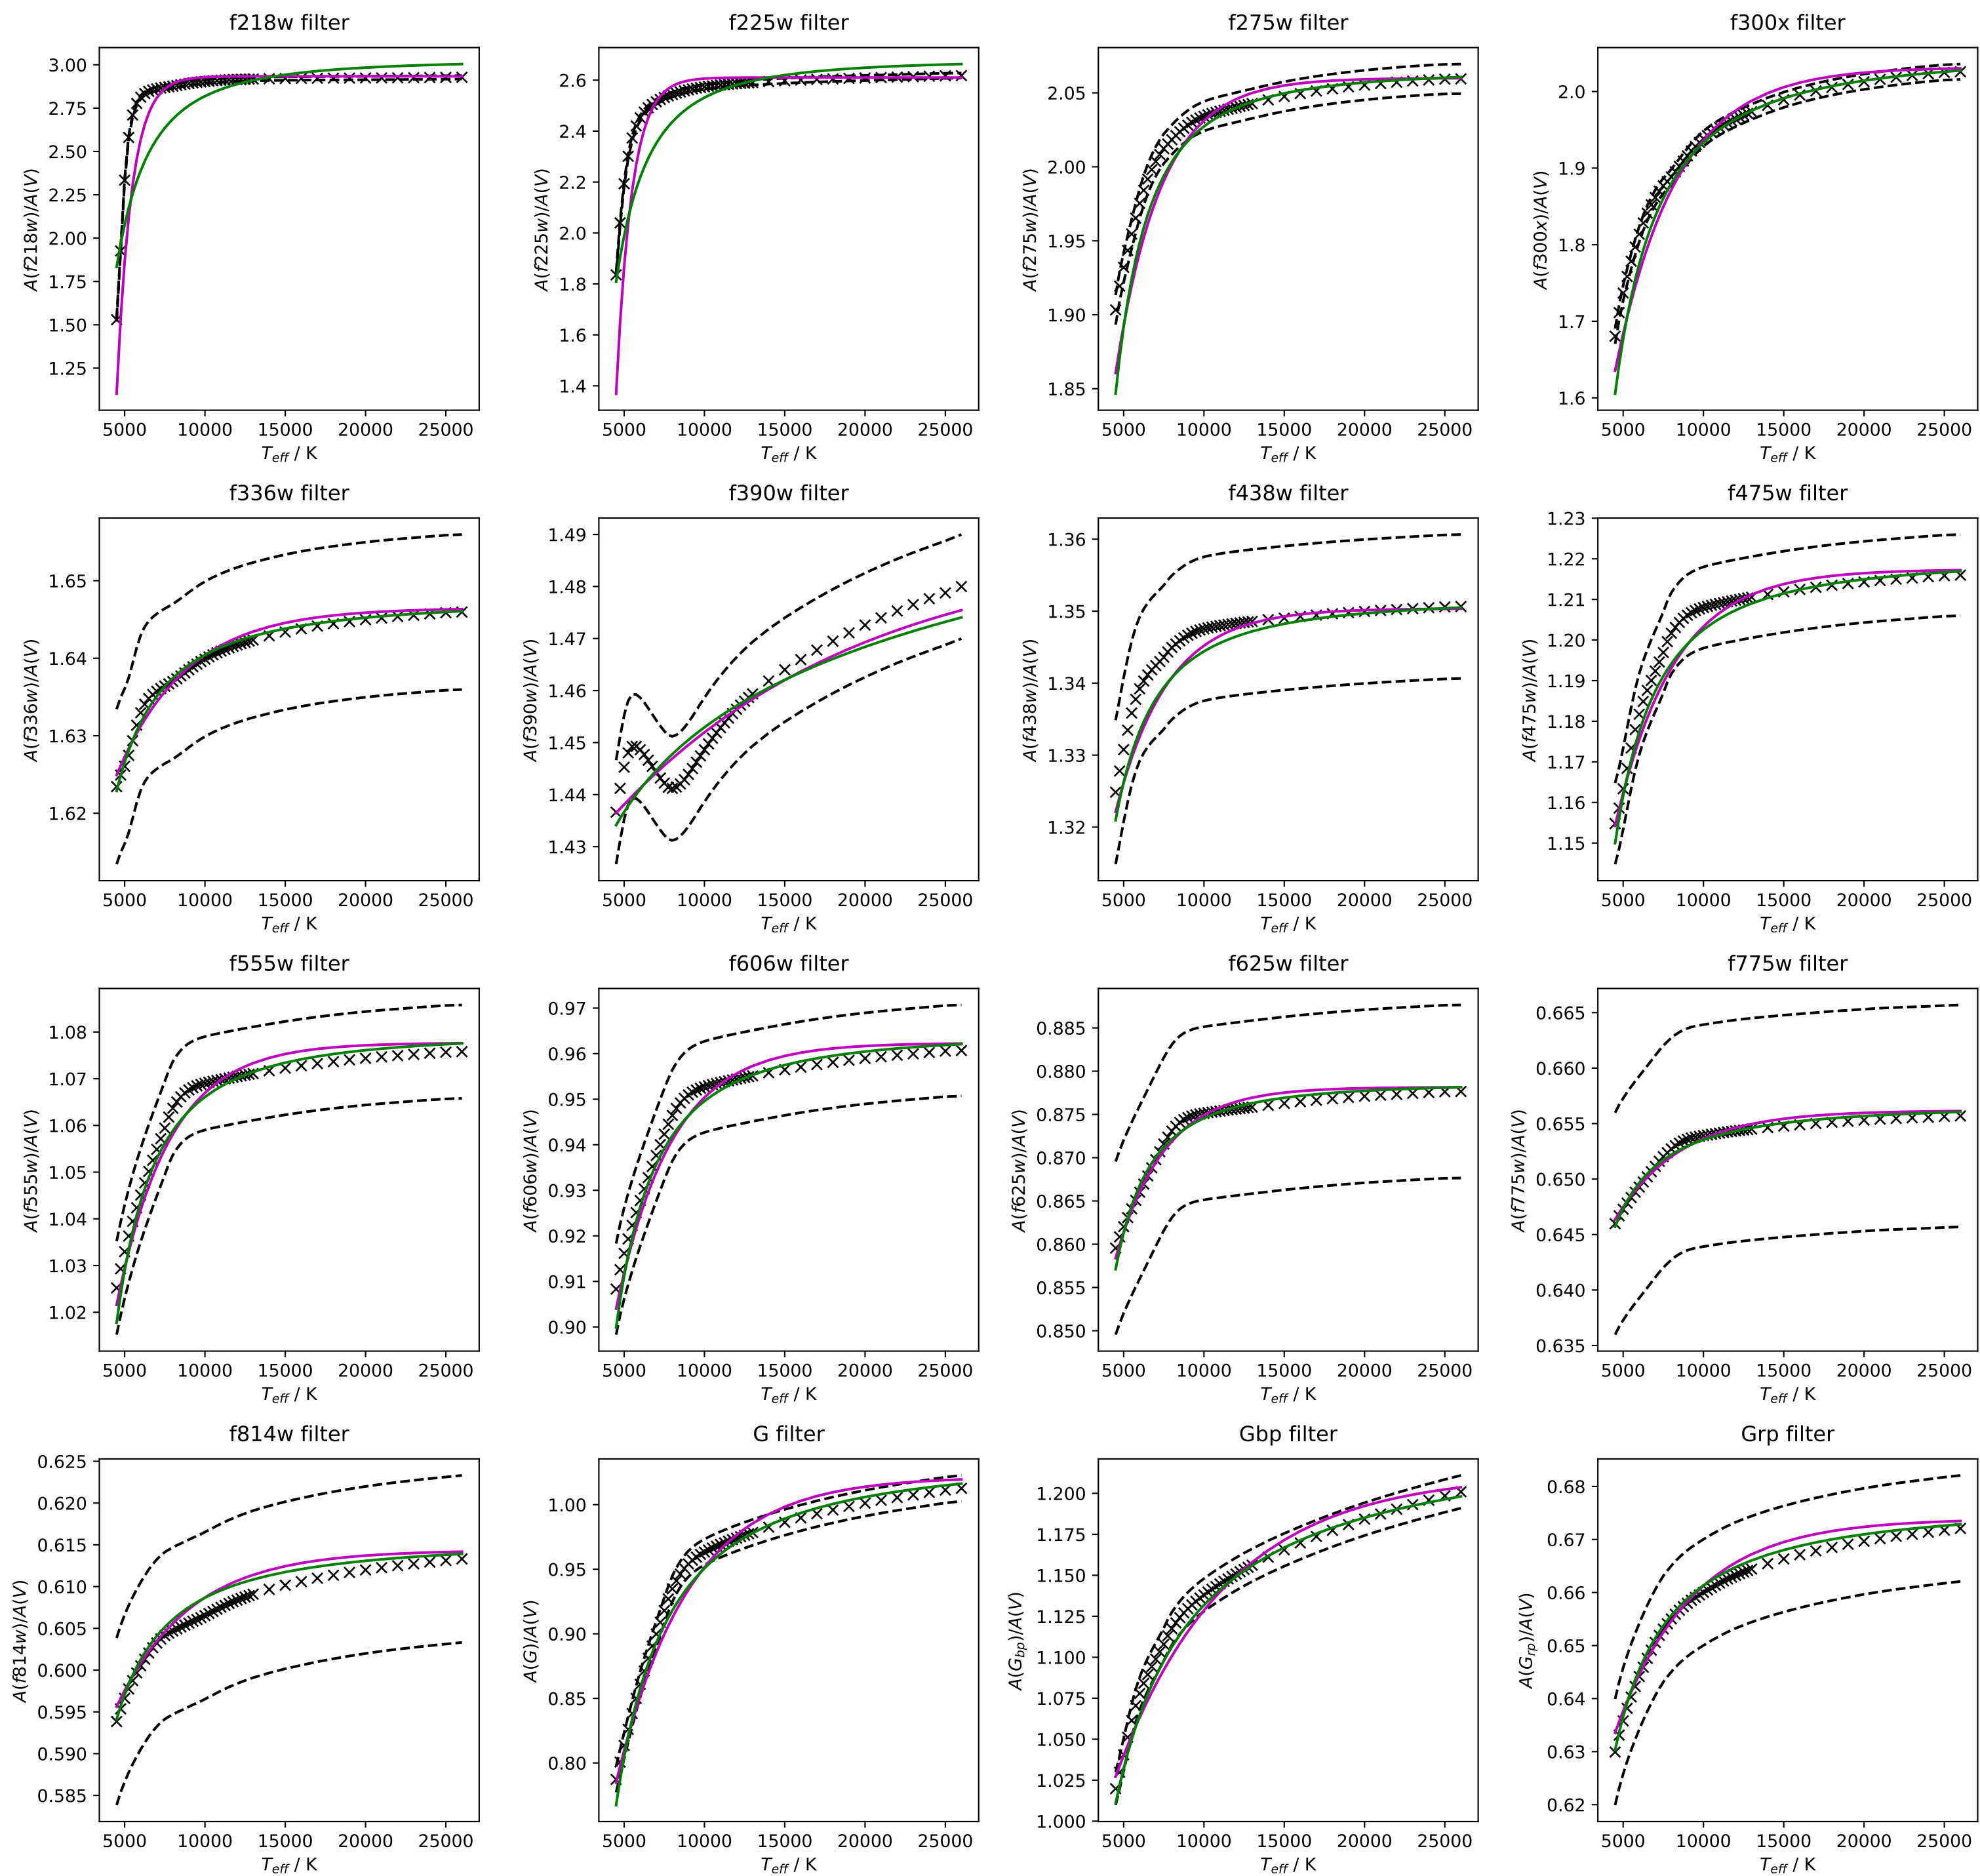 f218w filter
3.00
2.75
2.50
2.25
2.00
1.75
1.50
1.25
A(f218w)/A(V)
5000 10000 15000 20000 25000
T_eff / K
f225w filter
2.6
2.4
2.2
2.0
1.8
1.6
1.4
A(f225w)/A(V)
5000 10000 15000 20000 25000
T_eff / K
f275w filter
2.05
2.00
1.95
1.90
1.85
A(f275w)/A(V)
5000 10000 15000 20000 25000
T_eff / K
f300x filter
2.0
1.9
1.8
1.7
1.6
A(f300x)/A(V)
5000 10000 15000 20000 25000
T_eff / K
f336w filter
1.65
1.64
1.63
1.62
A(f336w)/A(V)
5000 10000 15000 20000 25000
T_eff / K
f390w filter
1.49
1.48
1.47
1.46
1.45
1.44
1.43
A(f390w)/A(V)
5000 10000 15000 20000 25000
T_eff / K
f438w filter
1.36
1.35
1.34
1.33
1.32
A(f438w)/A(V)
5000 10000 15000 20000 25000
T_eff / K
f475w filter
1.23
1.22
1.21
1.20
1.19
1.18
1.17
1.16
1.15
A(f475w)/A(V)
5000 10000 15000 20000 25000
T_eff / K
f555w filter
1.08
1.07
1.06
1.05
1.04
1.03
1.02
A(f555w)/A(V)
5000 10000 15000 20000 25000
T_eff / K
f606w filter
0.97
0.96
0.95
0.94
0.93
0.92
0.91
0.90
A(f606w)/A(V)
5000 10000 15000 20000 25000
T_eff / K
f625w filter
0.885
0.880
0.875
0.870
0.865
0.860
0.855
0.850
A(f625w)/A(V)
5000 10000 15000 20000 25000
T_eff / K
f775w filter
0.665
0.660
0.655
0.650
0.645
0.640
0.635
A(f775w)/A(V)
5000 10000 15000 20000 25000
T_eff / K
f814w filter
0.625
0.620
0.615
0.610
0.605
0.600
0.595
0.590
0.585
A(f814w)/A(V)
5000 10000 15000 20000 25000
T_eff / K
G filter
1.00
0.95
0.90
0.85
0.80
A(G)/A(V)
5000 10000 15000 20000 25000
T_eff / K
Gbp filter
1.200
1.175
1.150
1.125
1.100
1.075
1.050
1.025
1.000
A(G_bp)/A(V)
5000 10000 15000 20000 25000
T_eff / K
Grp filter
0.68
0.67
0.66
0.65
0.64
0.63
0.62
A(G_rp)/A(V)
5000 10000 15000 20000 25000
T_eff / K